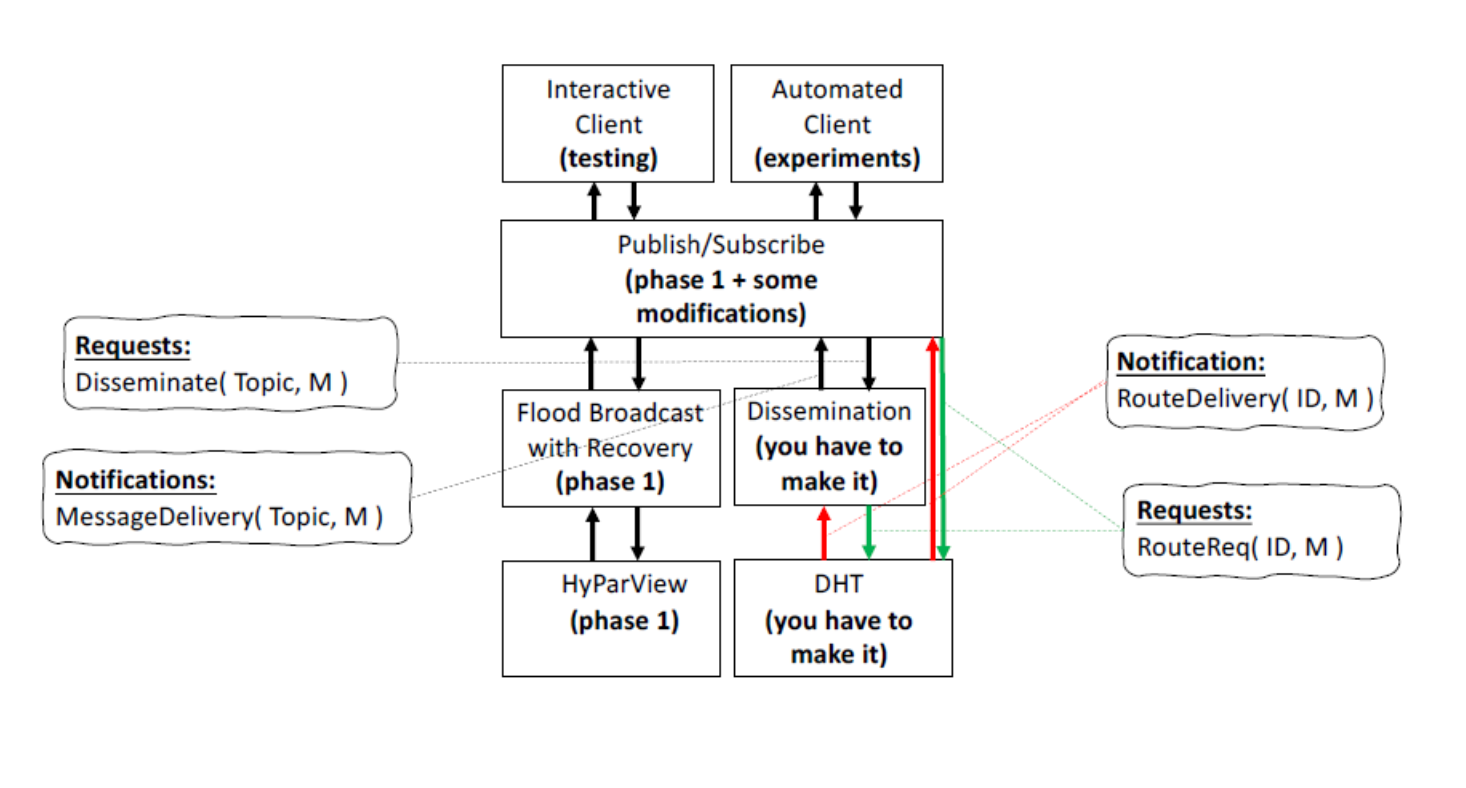 Interactive
Client
(testing)
Automated
Client
(experiments)
Publish/Subscribe
(phase 1 + some
modifications)
Requests:
Disseminate( Topic, M )
Notifications:
MessageDelivery( Topic, M )
Flood Broadcast
with Recovery
(phase 1)
Dissemination
(you have to
make it)
Notification:
RouteDelivery( ID, M )
Requests:
RouteReq( ID, M )
HyParView
(phase 1)
DHT
(you have to
make it)